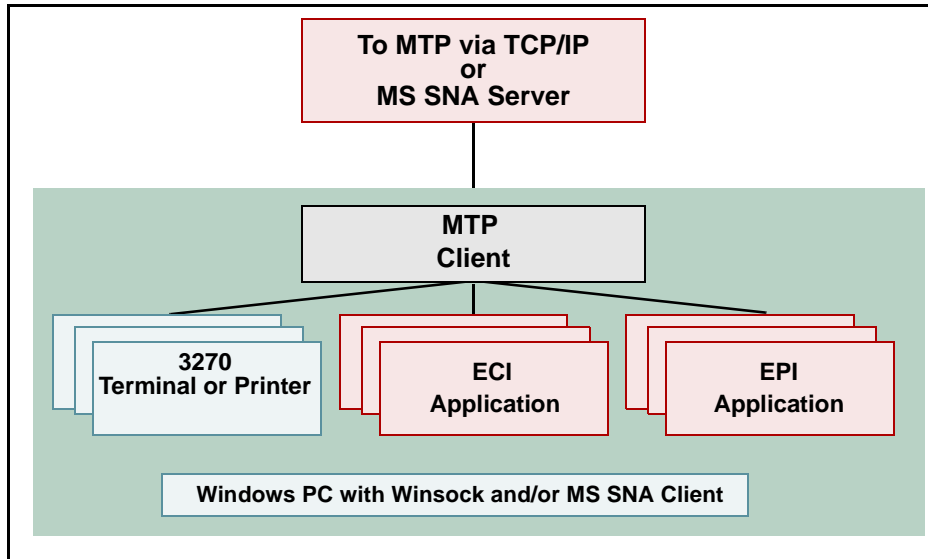 To MTP via TCP/IP
or
MS SNA Server
MTP
Client
3270
Terminal or Printer
ECI
Application
EPI
Application
Windows PC with Winsock and/or MS SNA Client